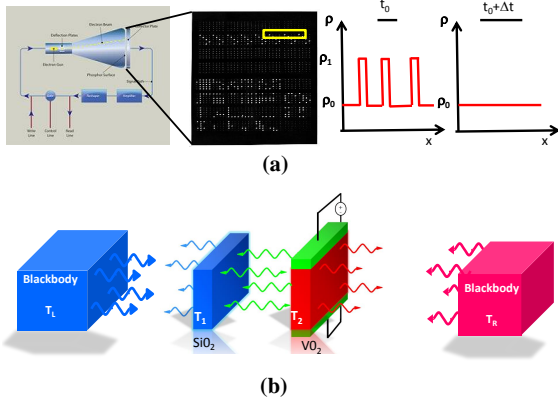 Electron Beam
Deflection Plates
Electron Gun
Phosphor Surface
Write Line
Control Line
Read Line
ρ
t₀
ρ₁
ρ₀
x
ρ
t₀+Δt
ρ₀
x
(a)
Blackbody
T_L
T₁
SiO₂
+
T₂
VO₂
Blackbody
T_R
(b)